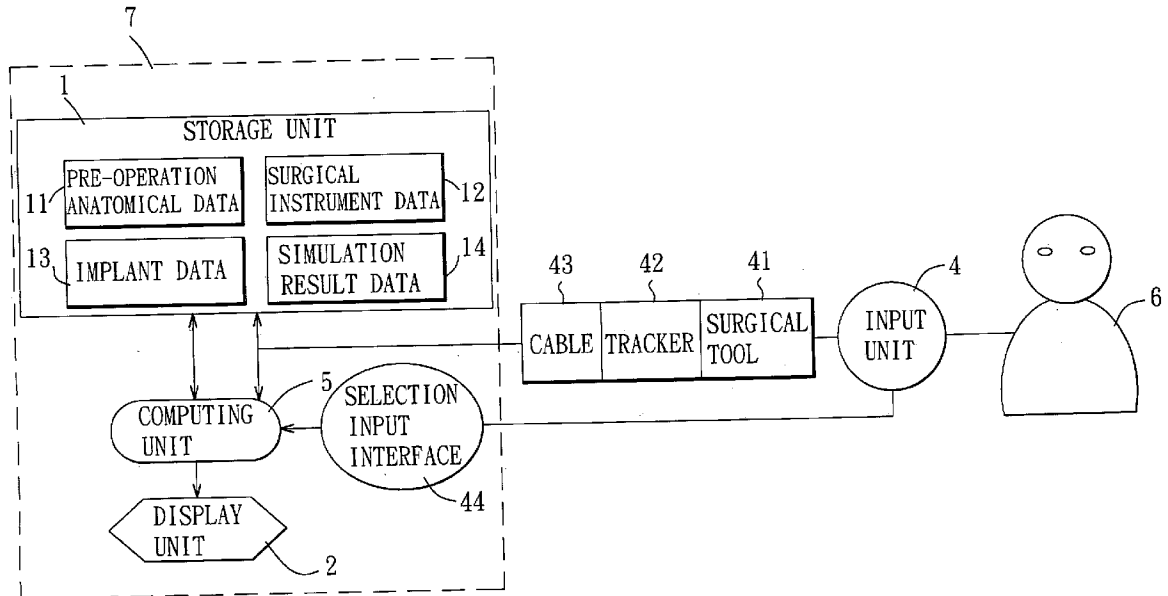 7
1
STORAGE UNIT
PRE-OPERATION
ANATOMICAL DATA
11
SURGICAL
INSTRUMENT DATA
12
13
IMPLANT DATA
SIMULATION
RESULT DATA
14
43
42
41
4
CABLE
TRACKER
SURGICAL
TOOL
INPUT
UNIT
6
5
COMPUTING
UNIT
SELECTION
INPUT
INTERFACE
44
DISPLAY
UNIT
2